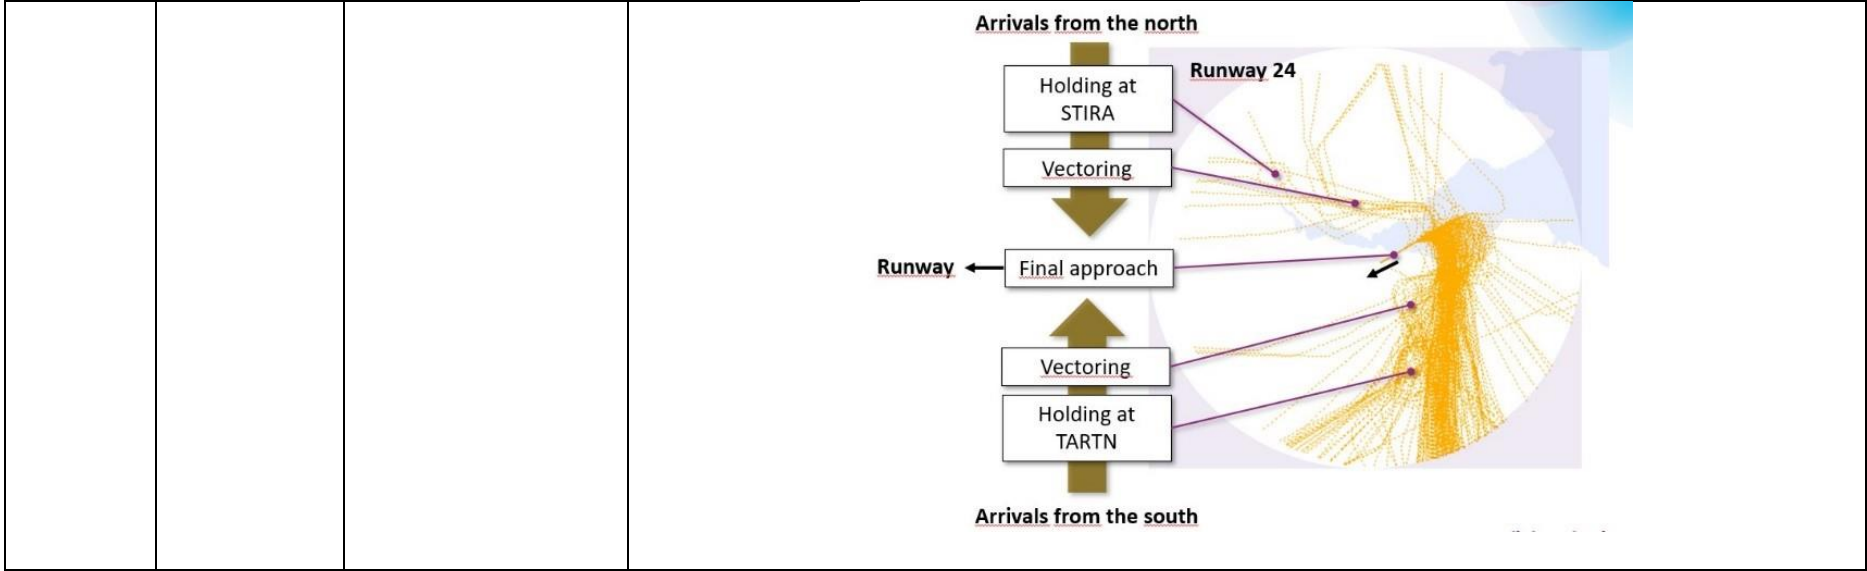 Arrivals from the north
Runway 24
Holding at
STIRA
Vectoring
Runway
Final approach
Vectoring
Holding at
TARTN
Arrivals from the south